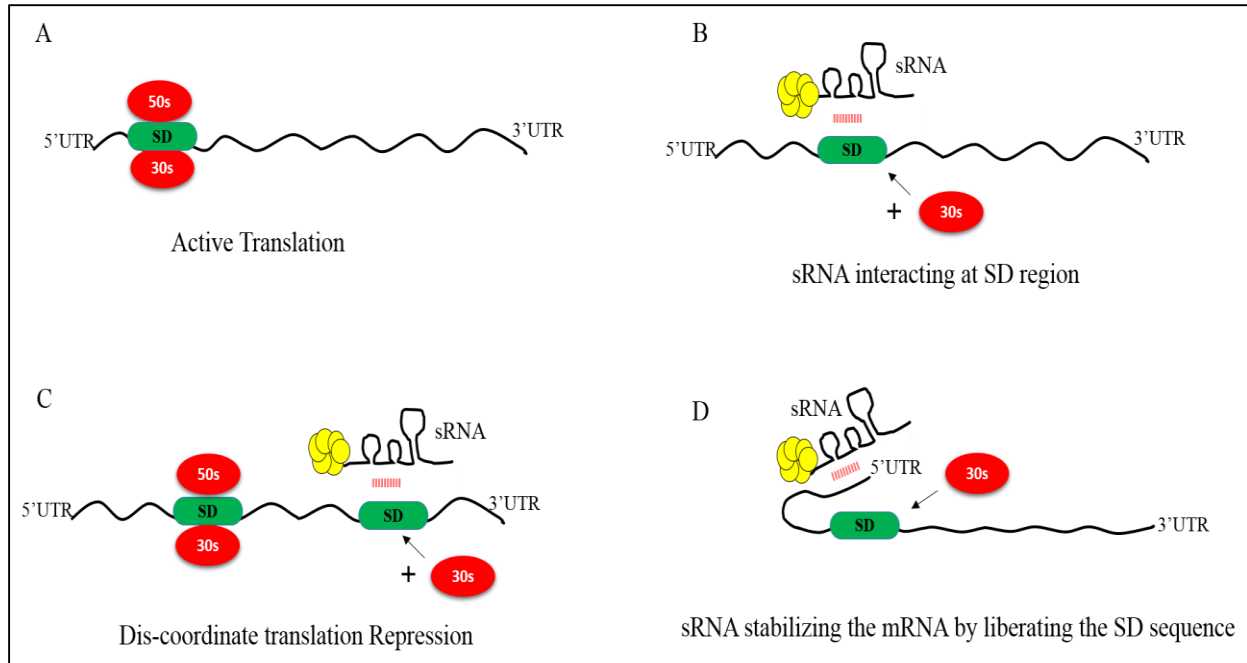 A
50s
SD
5'UTR
3'UTR
30s
Active Translation
B
sRNA
5'UTR
3'UTR
SD
+
30s
sRNA interacting at SD region
C
sRNA
50s
5'UTR
3'UTR
SD
SD
30s
+
30s
Dis-coordinate translation Repression
D
sRNA
5'UTR
30s
SD
3'UTR
sRNA stabilizing the mRNA by liberating the SD sequence